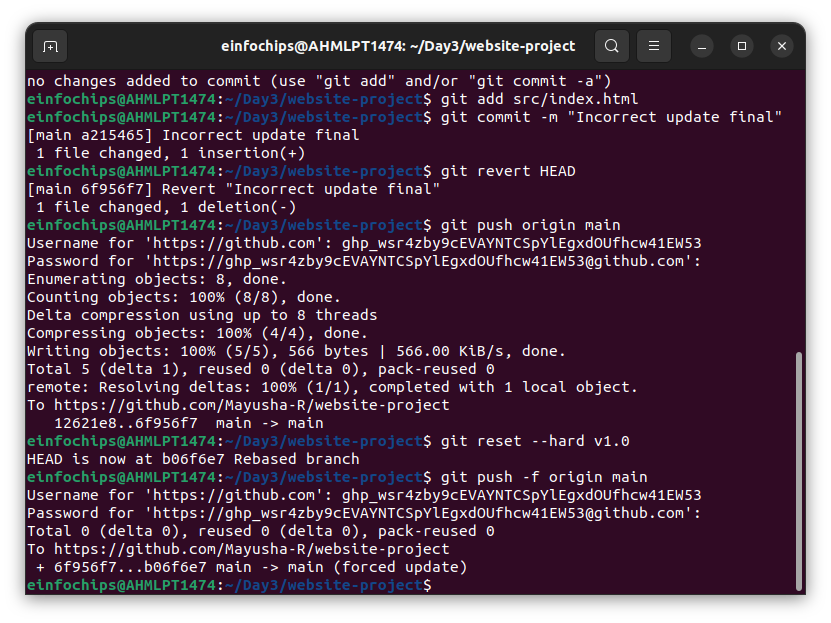 einfochips@AHMLPT1474: ~/Day3/website-project
no changes added to commit (use "git add" and/or "git commit -a")
einfochips@AHMLPT1474:~/Day3/website-project$ git add src/index.html
einfochips@AHMLPT1474:~/Day3/website-project$ git commit -m "Incorrect update final"
[main a215465] Incorrect update final
 1 file changed, 1 insertion(+)
einfochips@AHMLPT1474:~/Day3/website-project$ git revert HEAD
[main 6f956f7] Revert "Incorrect update final"
 1 file changed, 1 deletion(-)
einfochips@AHMLPT1474:~/Day3/website-project$ git push origin main
Username for 'https://github.com': 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
Password for 'https://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@github.com':
Enumerating objects: 8, done.
Counting objects: 100% (8/8), done.
Delta compression using up to 8 threads
Compressing objects: 100% (4/4), done.
Writing objects: 100% (5/5), 566 bytes | 566.00 KiB/s, done.
Total 5 (delta 1), reused 0 (delta 0), pack-reused 0
remote: Resolving deltas: 100% (1/1), completed with 1 local object.
To https://github.com/Mayusha-R/website-project
   12621e8..6f956f7  main -> main
einfochips@AHMLPT1474:~/Day3/website-project$ git reset --hard v1.0
HEAD is now at b06f6e7 Rebased branch
einfochips@AHMLPT1474:~/Day3/website-project$ git push -f origin main
Username for 'https://github.com': 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
Password for 'https://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@github.com':
Total 0 (delta 0), reused 0 (delta 0), pack-reused 0
To https://github.com/Mayusha-R/website-project
 + 6f956f7...b06f6e7 main -> main (forced update)
einfochips@AHMLPT1474:~/Day3/website-project$